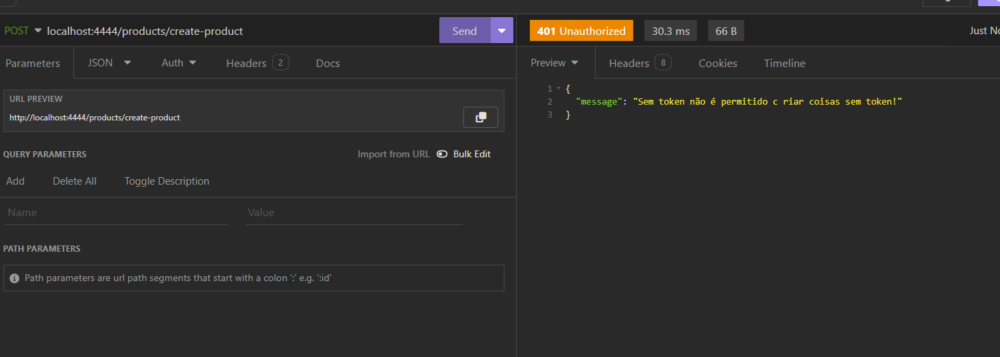 POST localhost:4444/products/create-product Send 401 Unauthorized 30.3 ms 66 B
Parameters JSON Auth Headers 2 Docs Preview Headers 8 Cookies Timeline
URL PREVIEW
http://localhost:4444/products/create-product
QUERY PARAMETERS Import from URL Bulk Edit
Add Delete All Toggle Description
Name Value
PATH PARAMETERS
Path parameters are url path segments that start with a colon ':' e.g. ':id'
1 {
2 "message": "Sem token não é permitido c riar coisas sem token!"
3 }